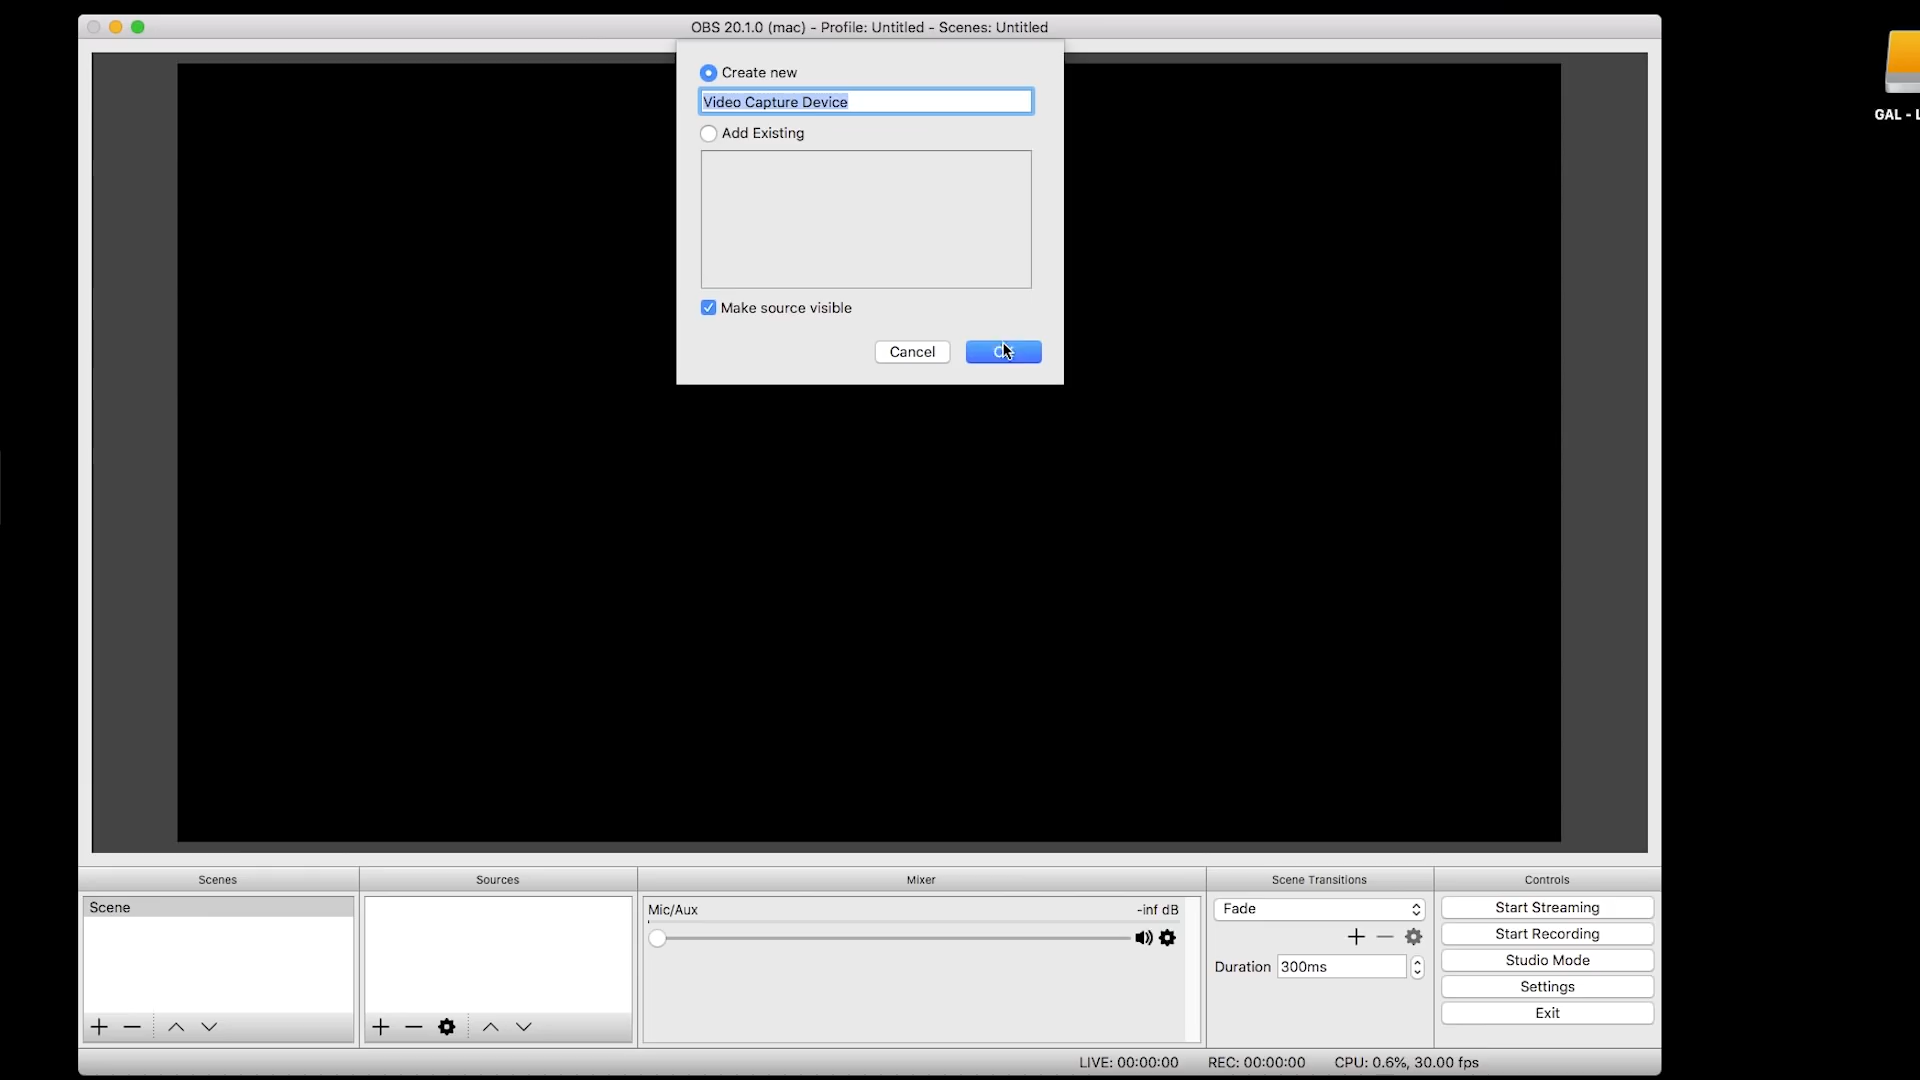 OBS 20.1.0 (mac) - Profile: Untitled - Scenes: Untitled
Create new
Video Capture Device
Add Existing
Make source visible
Cancel
GAL -
Scenes
Sources
Mixer
Scene Transitions
Controls
Scene
Mic/Aux
-inf dB
Fade
Duration
300ms
Start Streaming
Start Recording
Studio Mode
Settings
Exit
LIVE: 00:00:00
REC: 00:00:00
CPU: 0.6%, 30.00 fps